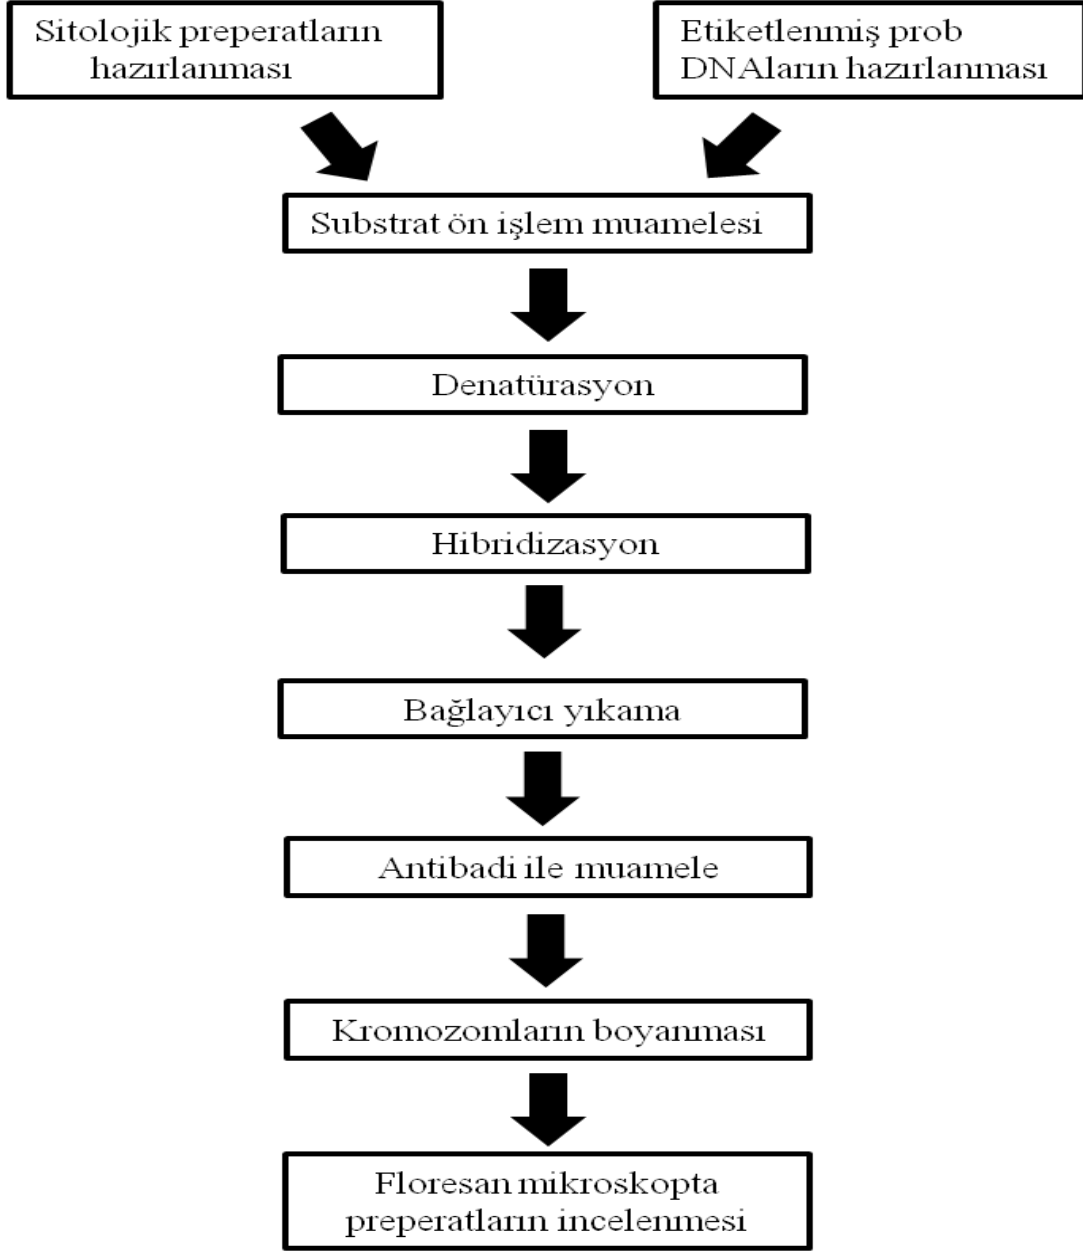 Sitolojik preperatların
hazırlanması
Etiketlenmiş prob
DNAların hazırlanması
Substrat ön işlem muamelesi
Denatürasyon
Hibridizasyon
Bağlayıcı yıkama
Antibadi ile muamele
Kromozomların boyanması
Floresan mikroskopta
preperatların incelenmesi